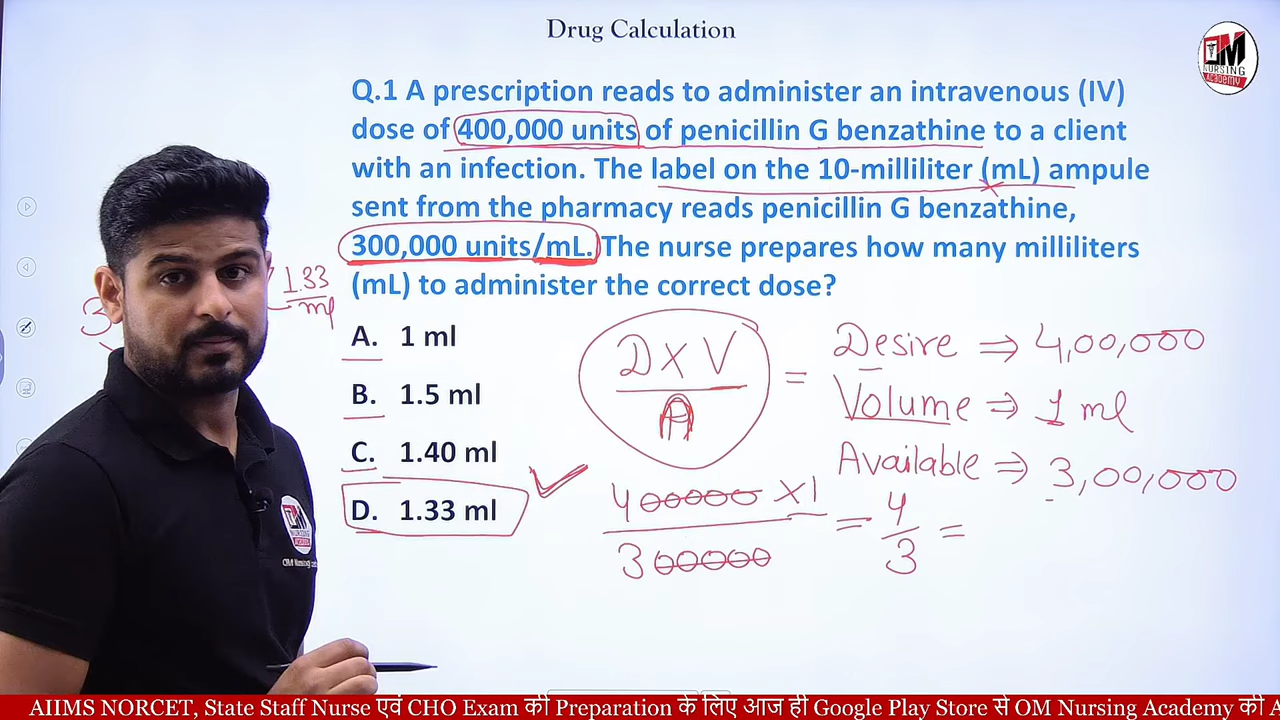 Drug Calculation
OM
NURSING
ACADEMY
Q.1 A prescription reads to administer an intravenous (IV)
dose of 400,000 units of penicillin G benzathine to a client
with an infection. The label on the 10-milliliter (mL) ampule
sent from the pharmacy reads penicillin G benzathine,
300,000 units/mL. The nurse prepares how many milliliters
(mL) to administer the correct dose?
1.33
ml
3
A. 1 ml
B. 1.5 ml
C. 1.40 ml
D. 1.33 ml
D X V
A
=
Desire ⇒ 4,00,000
Volume ⇒ 1 ml
Available ⇒ 3,00,000
400000 X1
300000
= 4
3
=
OM
AIIMS NORCET, State Staff Nurse एवं CHO Exam की Preparation के लिए आज ही Google Play Store से OM Nursing Academy की A